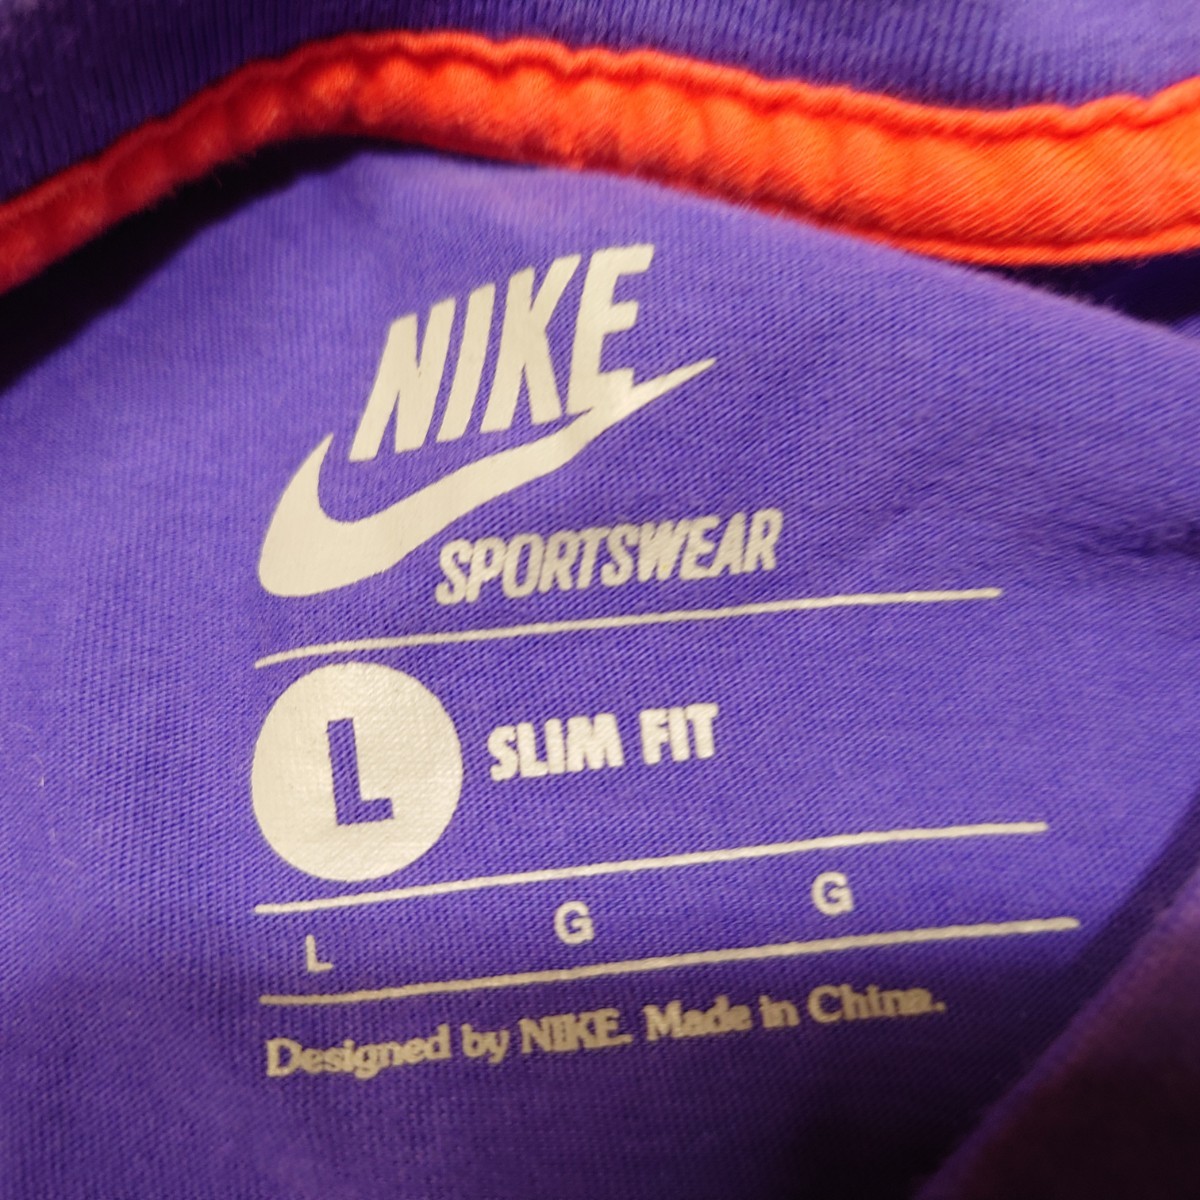 NIKE
SPORTSWEAR
L SLIM FIT
L G G
Designed by NIKE. Made in China.